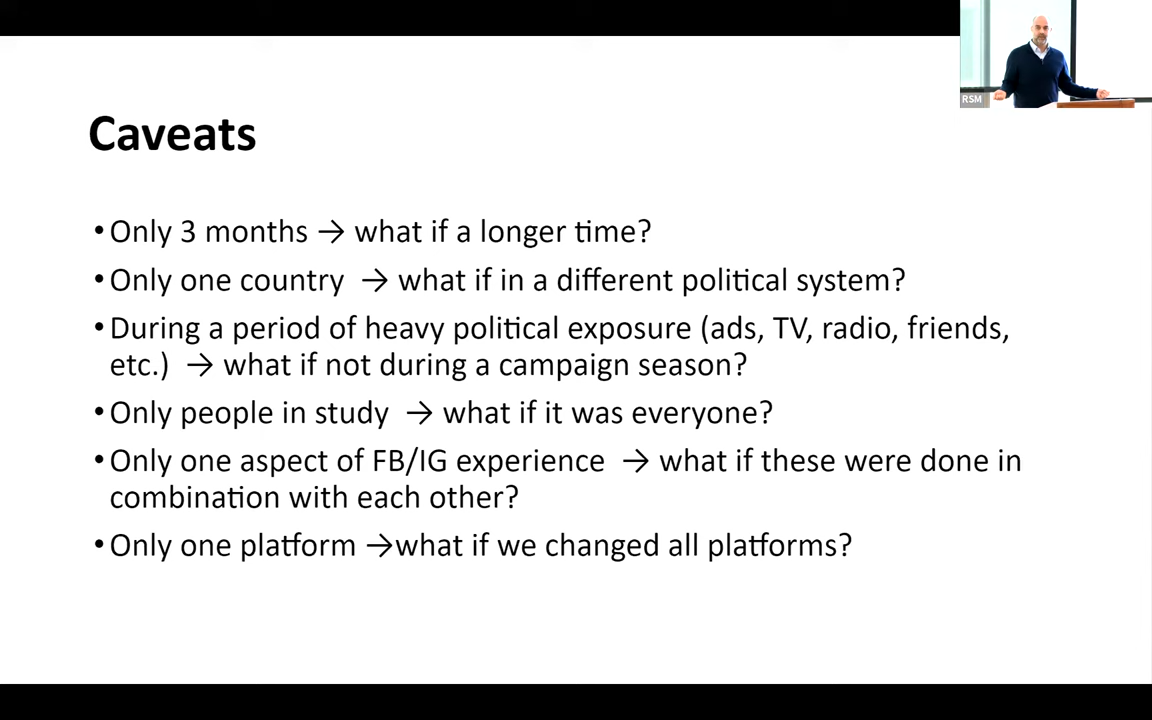 RSM
Caveats
•Only 3 months → what if a longer time?
•Only one country → what if in a different political system?
•During a period of heavy political exposure (ads, TV, radio, friends,
etc.) → what if not during a campaign season?
•Only people in study → what if it was everyone?
•Only one aspect of FB/IG experience → what if these were done in
combination with each other?
•Only one platform →what if we changed all platforms?